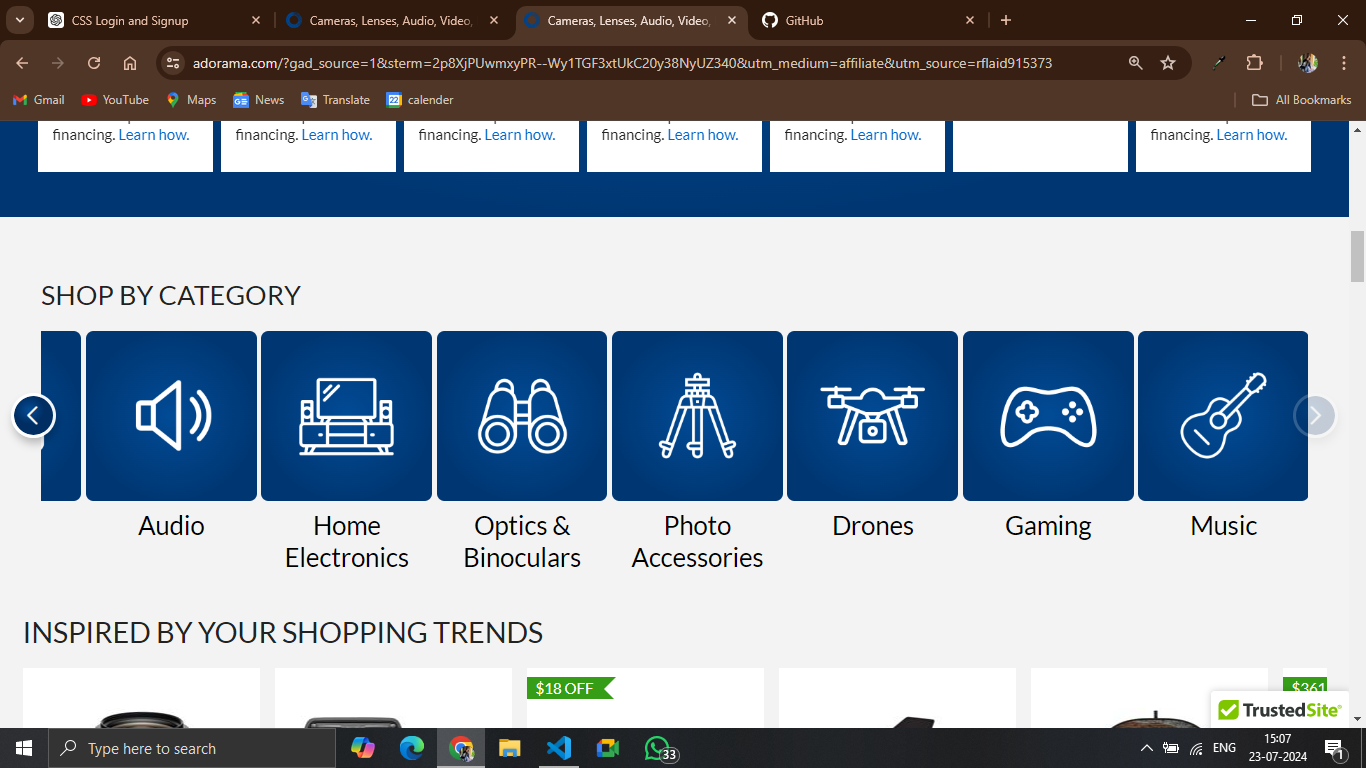 CSS Login and Signup
Cameras, Lenses, Audio, Video,
Cameras, Lenses, Audio, Video,
GitHub
adorama.com/?gad_source=1&sterm=2p8XjPUwmxyPR--Wy1TGF3xtUkC20y38NyUZ340&utm_medium=affiliate&utm_source=rflaid915373
Gmail
YouTube
Maps
News
Translate
22
calender
All Bookmarks
financing. Learn how.
financing. Learn how.
financing. Learn how.
financing. Learn how.
financing. Learn how.
financing. Learn how.
SHOP BY CATEGORY
Audio
Home
Electronics
Optics &
Binoculars
Photo
Accessories
Drones
Gaming
Music
INSPIRED BY YOUR SHOPPING TRENDS
$18 OFF
$361
TrustedSite
Type here to search
33
ENG
15:07
23-07-2024
1